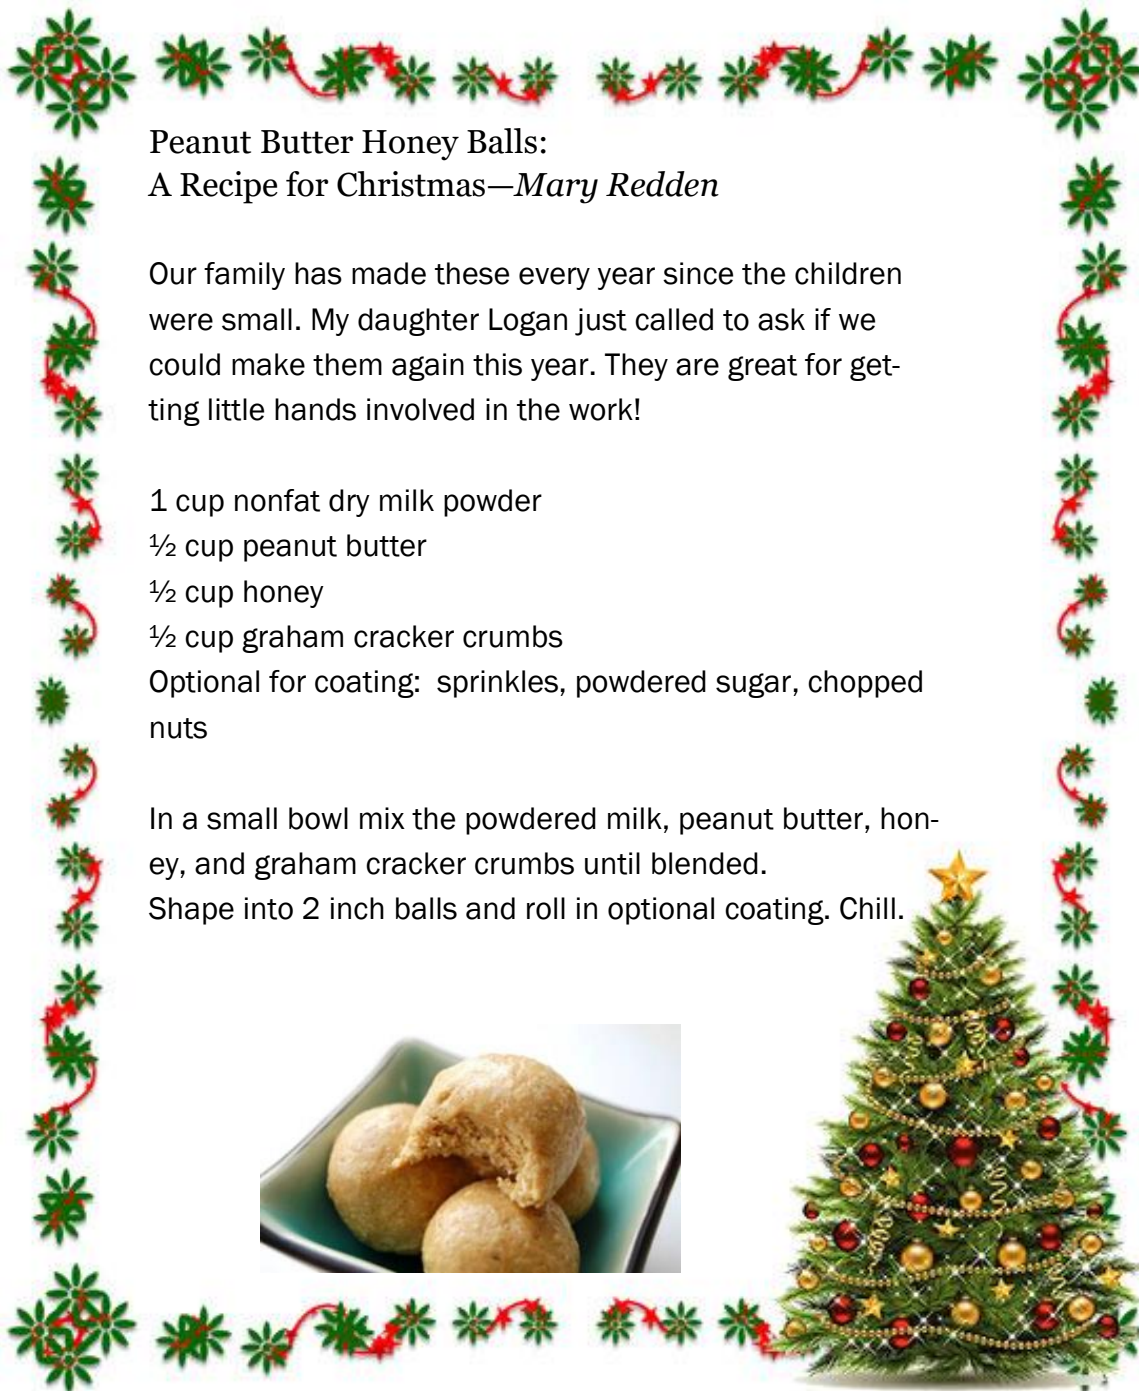 Peanut Butter Honey Balls:
A Recipe for Christmas—Mary Redden
Our family has made these every year since the children
were small. My daughter Logan just called to ask if we
could make them again this year. They are great for get-
ting little hands involved in the work!
1 cup nonfat dry milk powder
½ cup peanut butter
½ cup honey
½ cup graham cracker crumbs
Optional for coating:  sprinkles, powdered sugar, chopped
nuts
In a small bowl mix the powdered milk, peanut butter, hon-
ey, and graham cracker crumbs until blended.
Shape into 2 inch balls and roll in optional coating. Chill.